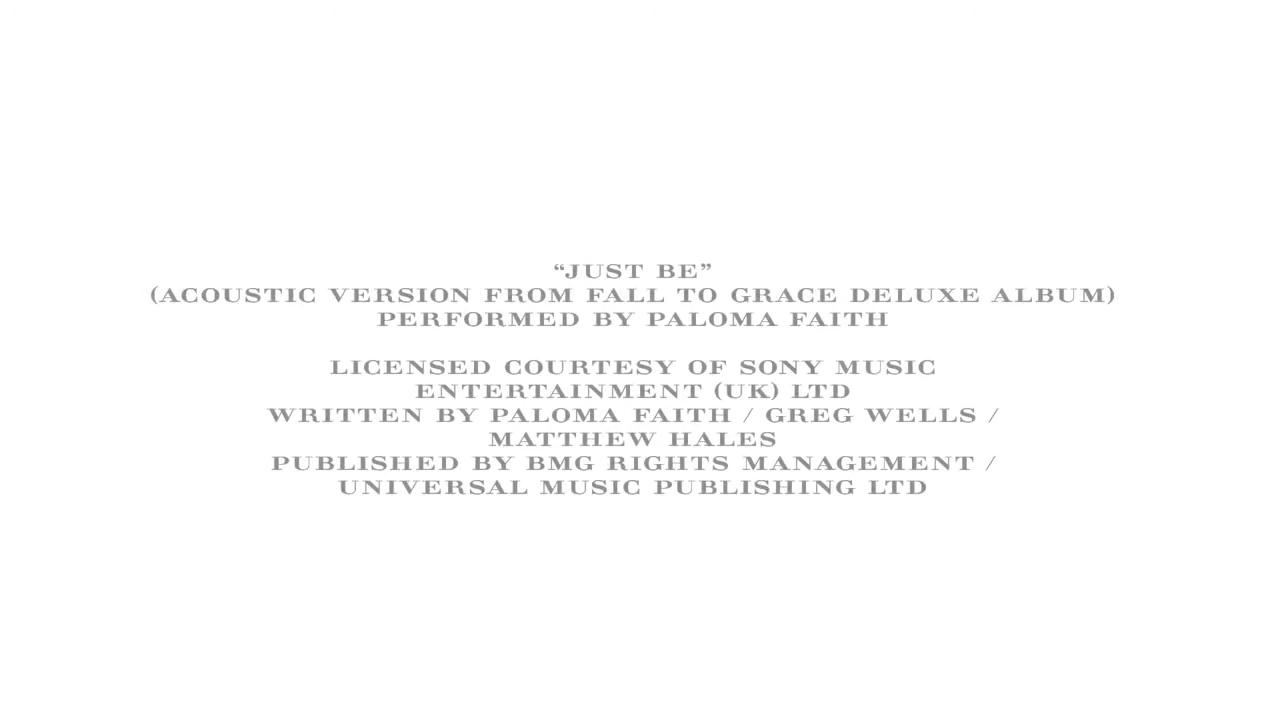 “JUST BE”
(ACOUSTIC VERSION FROM FALL TO GRACE DELUXE ALBUM)
PERFORMED BY PALOMA FAITH
LICENSED COURTESY OF SONY MUSIC
ENTERTAINMENT (UK) LTD
WRITTEN BY PALOMA FAITH / GREG WELLS /
MATTHEW HALES
PUBLISHED BY BMG RIGHTS MANAGEMENT /
UNIVERSAL MUSIC PUBLISHING LTD